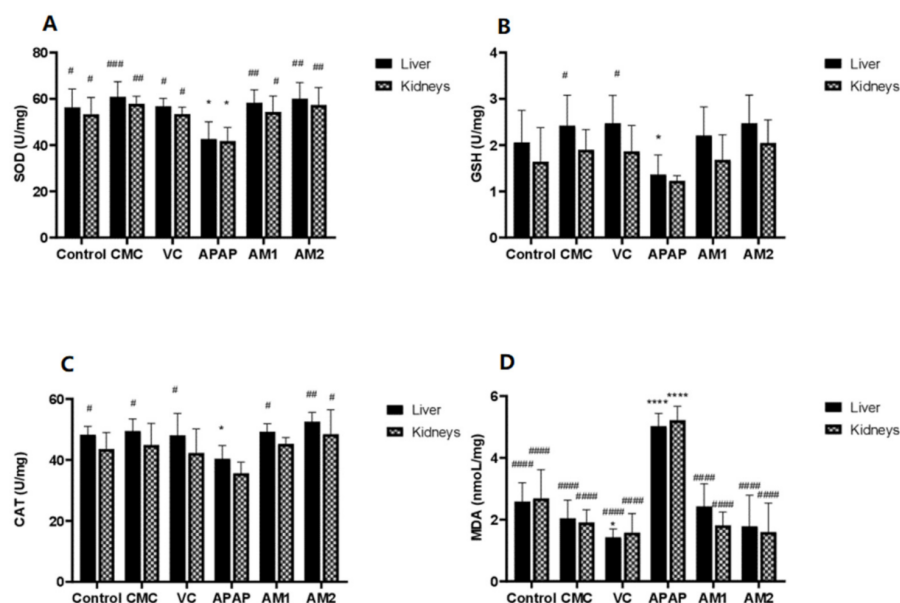 A
SOD (U/mg)
80
60
40
20
0
# # ### ## # # * * ## # ## ##
Control CMC VC APAP AM1 AM2
Liver
Kidneys
B
GSH (U/mg)
4
3
2
1
0
# # *
Control CMC VC APAP AM1 AM2
Liver
Kidneys
C
CAT (U/mg)
60
40
20
0
# # # * # ## #
Control CMC VC APAP AM1 AM2
Liver
Kidneys
D
MDA (nmoL/mg)
6
4
2
0
#### #### #### #### #### * #### **** **** #### #### #### ####
Control CMC VC APAP AM1 AM2
Liver
Kidneys